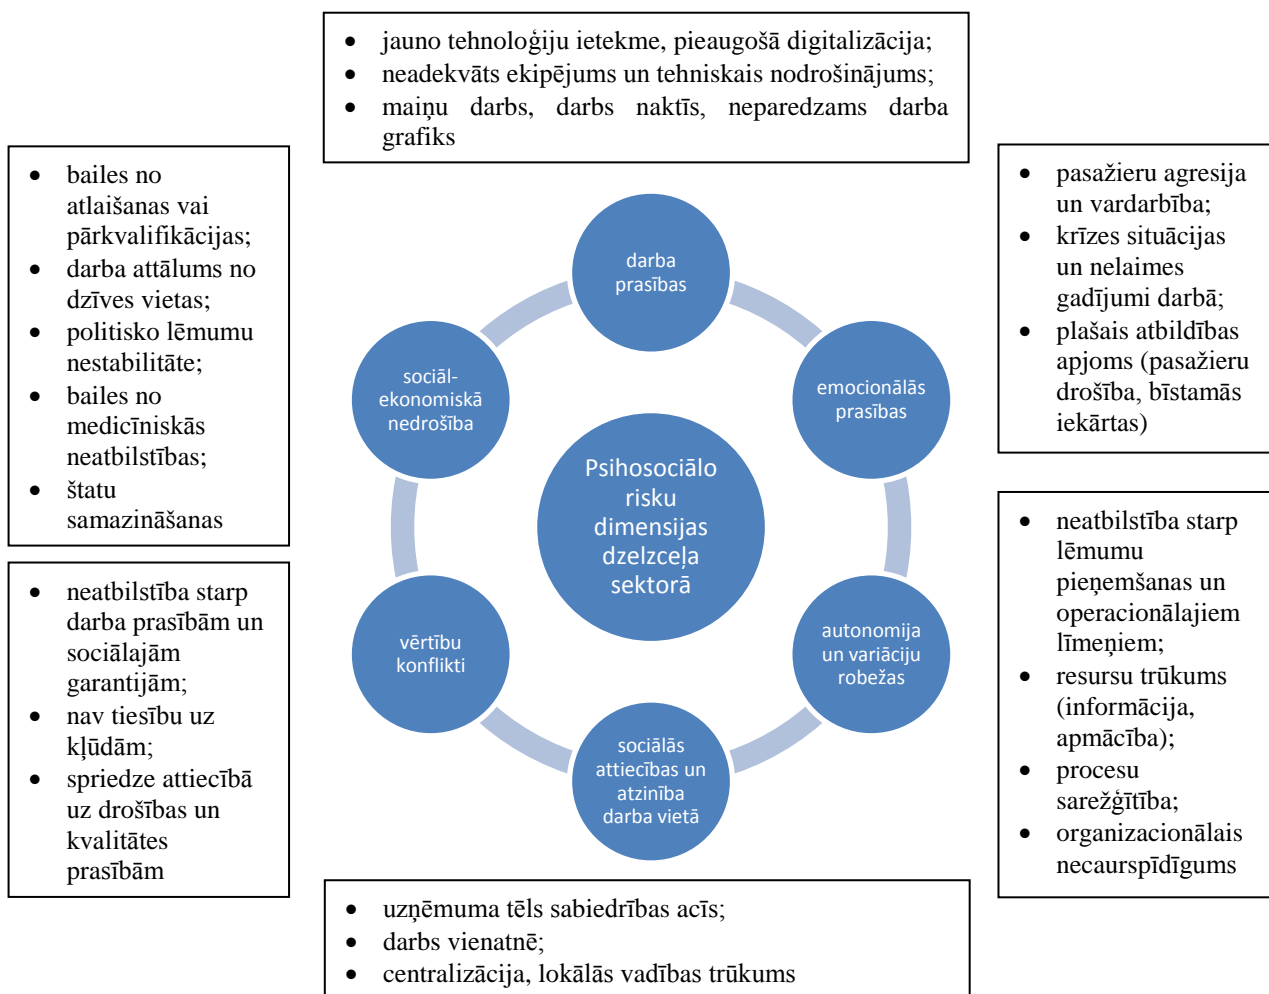 • jauno tehnoloģiju ietekme, pieaugošā digitalizācija;
• neadekvāts ekipējums un tehniskais nodrošinājums;
• maiņu darbs, darbs naktīs, neparedzams darba
grafiks
• bailes no
atlaišanas vai
pārkvalifikācijas;
• darba attālums no
dzīves vietas;
• politisko lēmumu
nestabilitāte;
• bailes no
medicīniskās
neatbilstības;
• štatu
samazināšanas
• pasažieru agresija
un vardarbība;
• krīzes situācijas
un nelaimes
gadījumi darbā;
• plašais atbildības
apjoms (pasažieru
drošība, bīstamās
iekārtas)
darba
prasības
sociāl-
ekonomiskā
nedrošība
emocionālās
prasības
Psihosociālo
risku
dimensijas
dzelzceļa
sektorā
vērtību
konflikti
autonomija
un variāciju
robežas
sociālās
attiecības un
atzinība
darba vietā
• neatbilstība starp
darba prasībām un
sociālajām
garantijām;
• nav tiesību uz
kļūdām;
• spriedze attiecībā
uz drošības un
kvalitātes
prasībām
• neatbilstība starp
lēmumu
pieņemšanas un
operacionālajiem
līmeņiem;
• resursu trūkums
(informācija,
apmācība);
• procesu
sarežģītība;
• organizacionālais
necaurspīdīgums
• uzņēmuma tēls sabiedrības acīs;
• darbs vienatnē;
• centralizācija, lokālās vadības trūkums